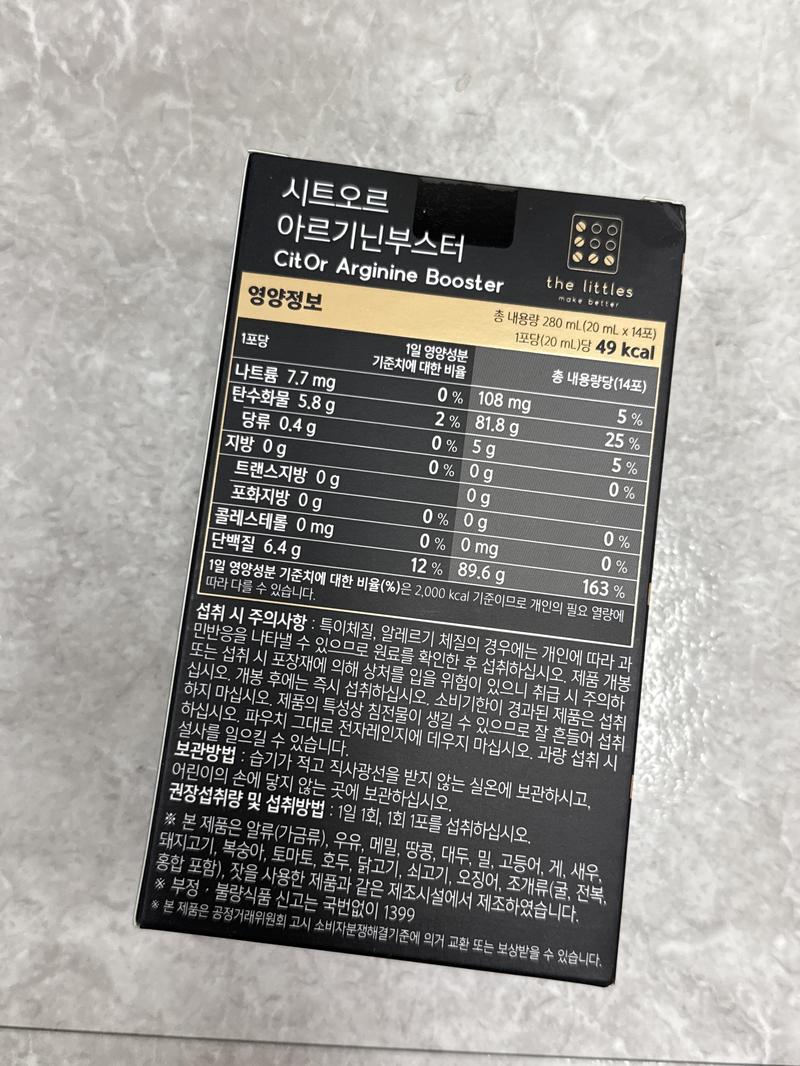 시트오르
아르기닌부스터
CitOr Arginine Booster
the littles
make better
영양정보
총 내용량 280 mL(20 mL x 14포)
1포당(20 mL)당 49 kcal
1포당 1일 영양성분 기준치에 대한 비율 총 내용량당(14포)
나트륨 7.7 mg 0 % 108 mg 5 %
탄수화물 5.8 g 2 % 81.8 g 25 %
당류 0.4 g 0 % 5 g 5 %
지방 0 g 0 % 0 g 0 %
트랜스지방 0 g 0 g
포화지방 0 g 0 % 0 g 0 %
콜레스테롤 0 mg 0 % 0 mg 0 %
단백질 6.4 g 12 % 89.6 g 163 %
1일 영양성분 기준치에 대한 비율(%)은 2,000 kcal 기준이므로 개인의 필요 열량에
따라 다를 수 있습니다.
섭취 시 주의사항 : 특이체질, 알레르기 체질의 경우에는 개인에 따라 과
민반응을 나타낼 수 있으므로 원료를 확인한 후 섭취하십시오. 제품 개봉
또는 섭취 시 포장재에 의해 상처를 입을 위험이 있으니 취급 시 주의하
십시오. 개봉 후에는 즉시 섭취하십시오. 소비기한이 경과된 제품은 섭취
하지 마십시오. 제품의 특성상 침전물이 생길 수 있으므로 잘 흔들어 섭취
하십시오. 파우치 그대로 전자레인지에 데우지 마십시오. 과량 섭취 시
설사를 일으킬 수 있습니다.
보관방법 : 습기가 적고 직사광선을 받지 않는 실온에 보관하시고,
어린이의 손에 닿지 않는 곳에 보관하십시오.
권장섭취량 및 섭취방법 : 1일 1회, 1회 1포를 섭취하십시오.
※ 본 제품은 알류(가금류), 우유, 메밀, 땅콩, 대두, 밀, 고등어, 게, 새우,
돼지고기, 복숭아, 토마토, 호두, 닭고기, 쇠고기, 오징어, 조개류(굴, 전복,
홍합 포함), 잣을 사용한 제품과 같은 제조시설에서 제조하였습니다.
※ 부정 · 불량식품 신고는 국번없이 1399
※ 본 제품은 공정거래위원회 고시 소비자분쟁해결기준에 의거 교환 또는 보상받을 수 있습니다.